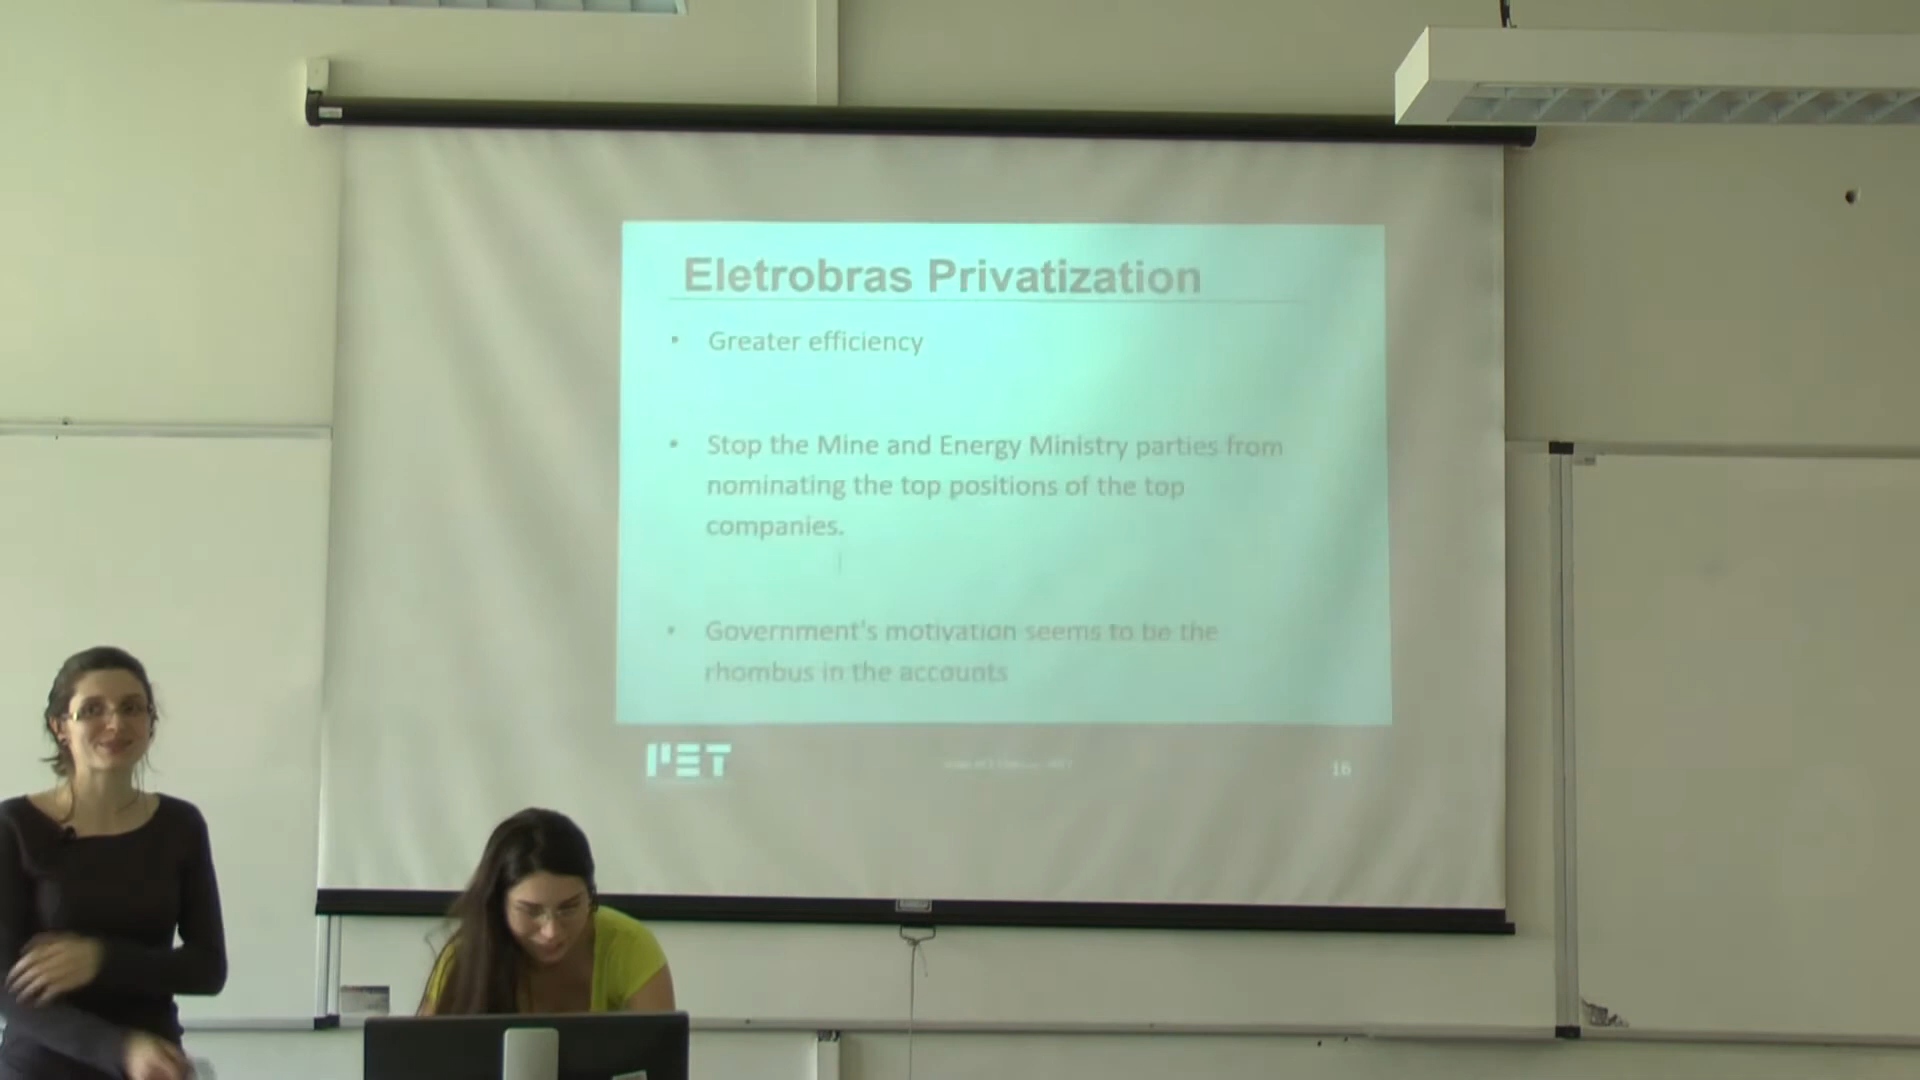 Eletrobras Privatization
• Greater efficiency
• Stop the Mine and Energy Ministry parties from
nominating the top positions of the top
companies.
• Government's motivation seems to be the
rhombus in the accounts
PET
16